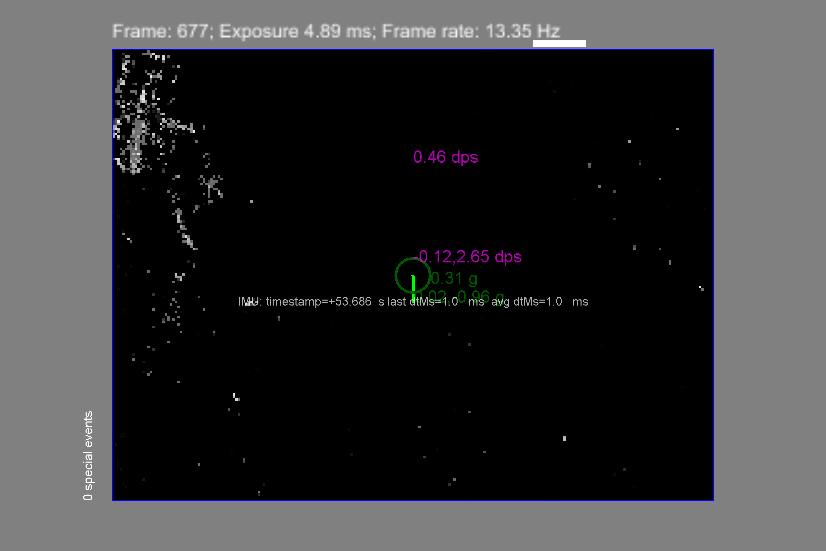 Frame: 677; Exposure 4.89 ms; Frame rate: 13.35 Hz
0.46 dps
-0.12,2.65 dps
0.31 g
0.96 g
IMU: timestamp=+53.686 s last dtMs=1.0 ms avg dtMs=1.0 ms
0 special events